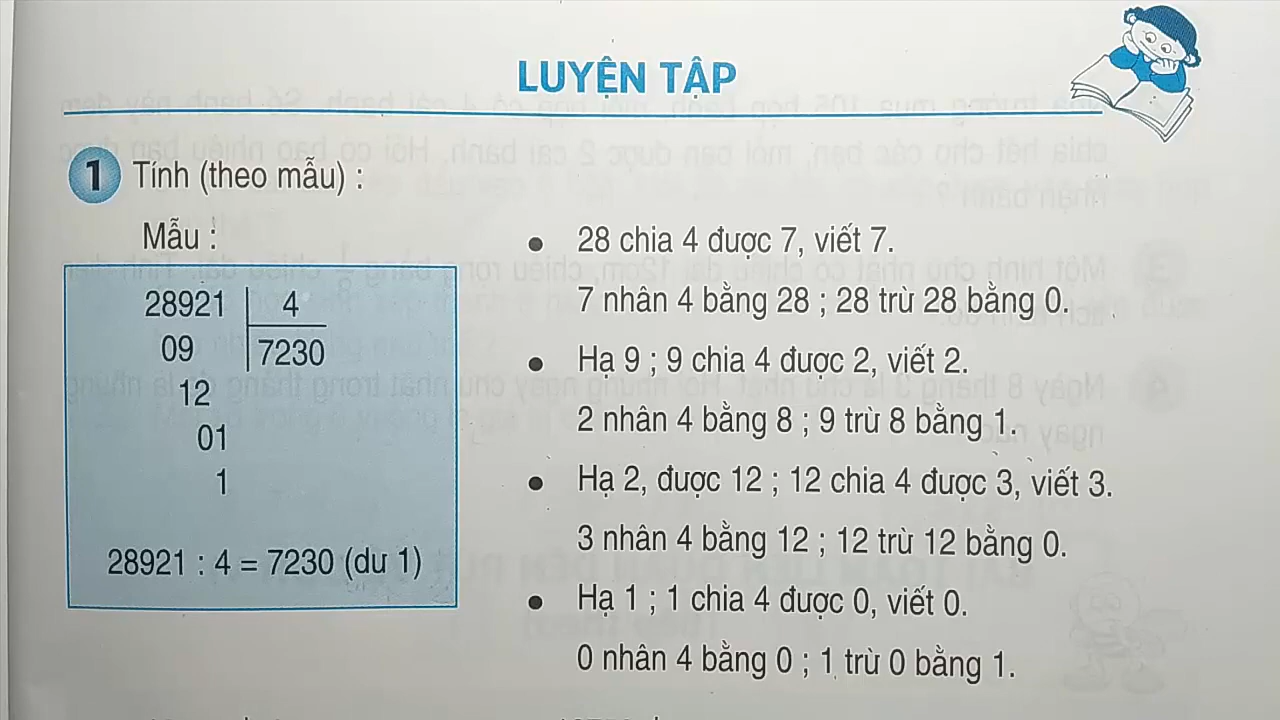 LUYỆN TẬP
1 Tính (theo mẫu) :
Mẫu :
28921 4
09 7230
12
01
1
28921 : 4 = 7230 (dư 1)
• 28 chia 4 được 7, viết 7.
7 nhân 4 bằng 28 ; 28 trừ 28 bằng 0.
• Hạ 9 ; 9 chia 4 được 2, viết 2.
2 nhân 4 bằng 8 ; 9 trừ 8 bằng 1.
• Hạ 2, được 12 ; 12 chia 4 được 3, viết 3.
3 nhân 4 bằng 12 ; 12 trừ 12 bằng 0.
• Hạ 1 ; 1 chia 4 được 0, viết 0.
0 nhân 4 bằng 0 ; 1 trừ 0 bằng 1.